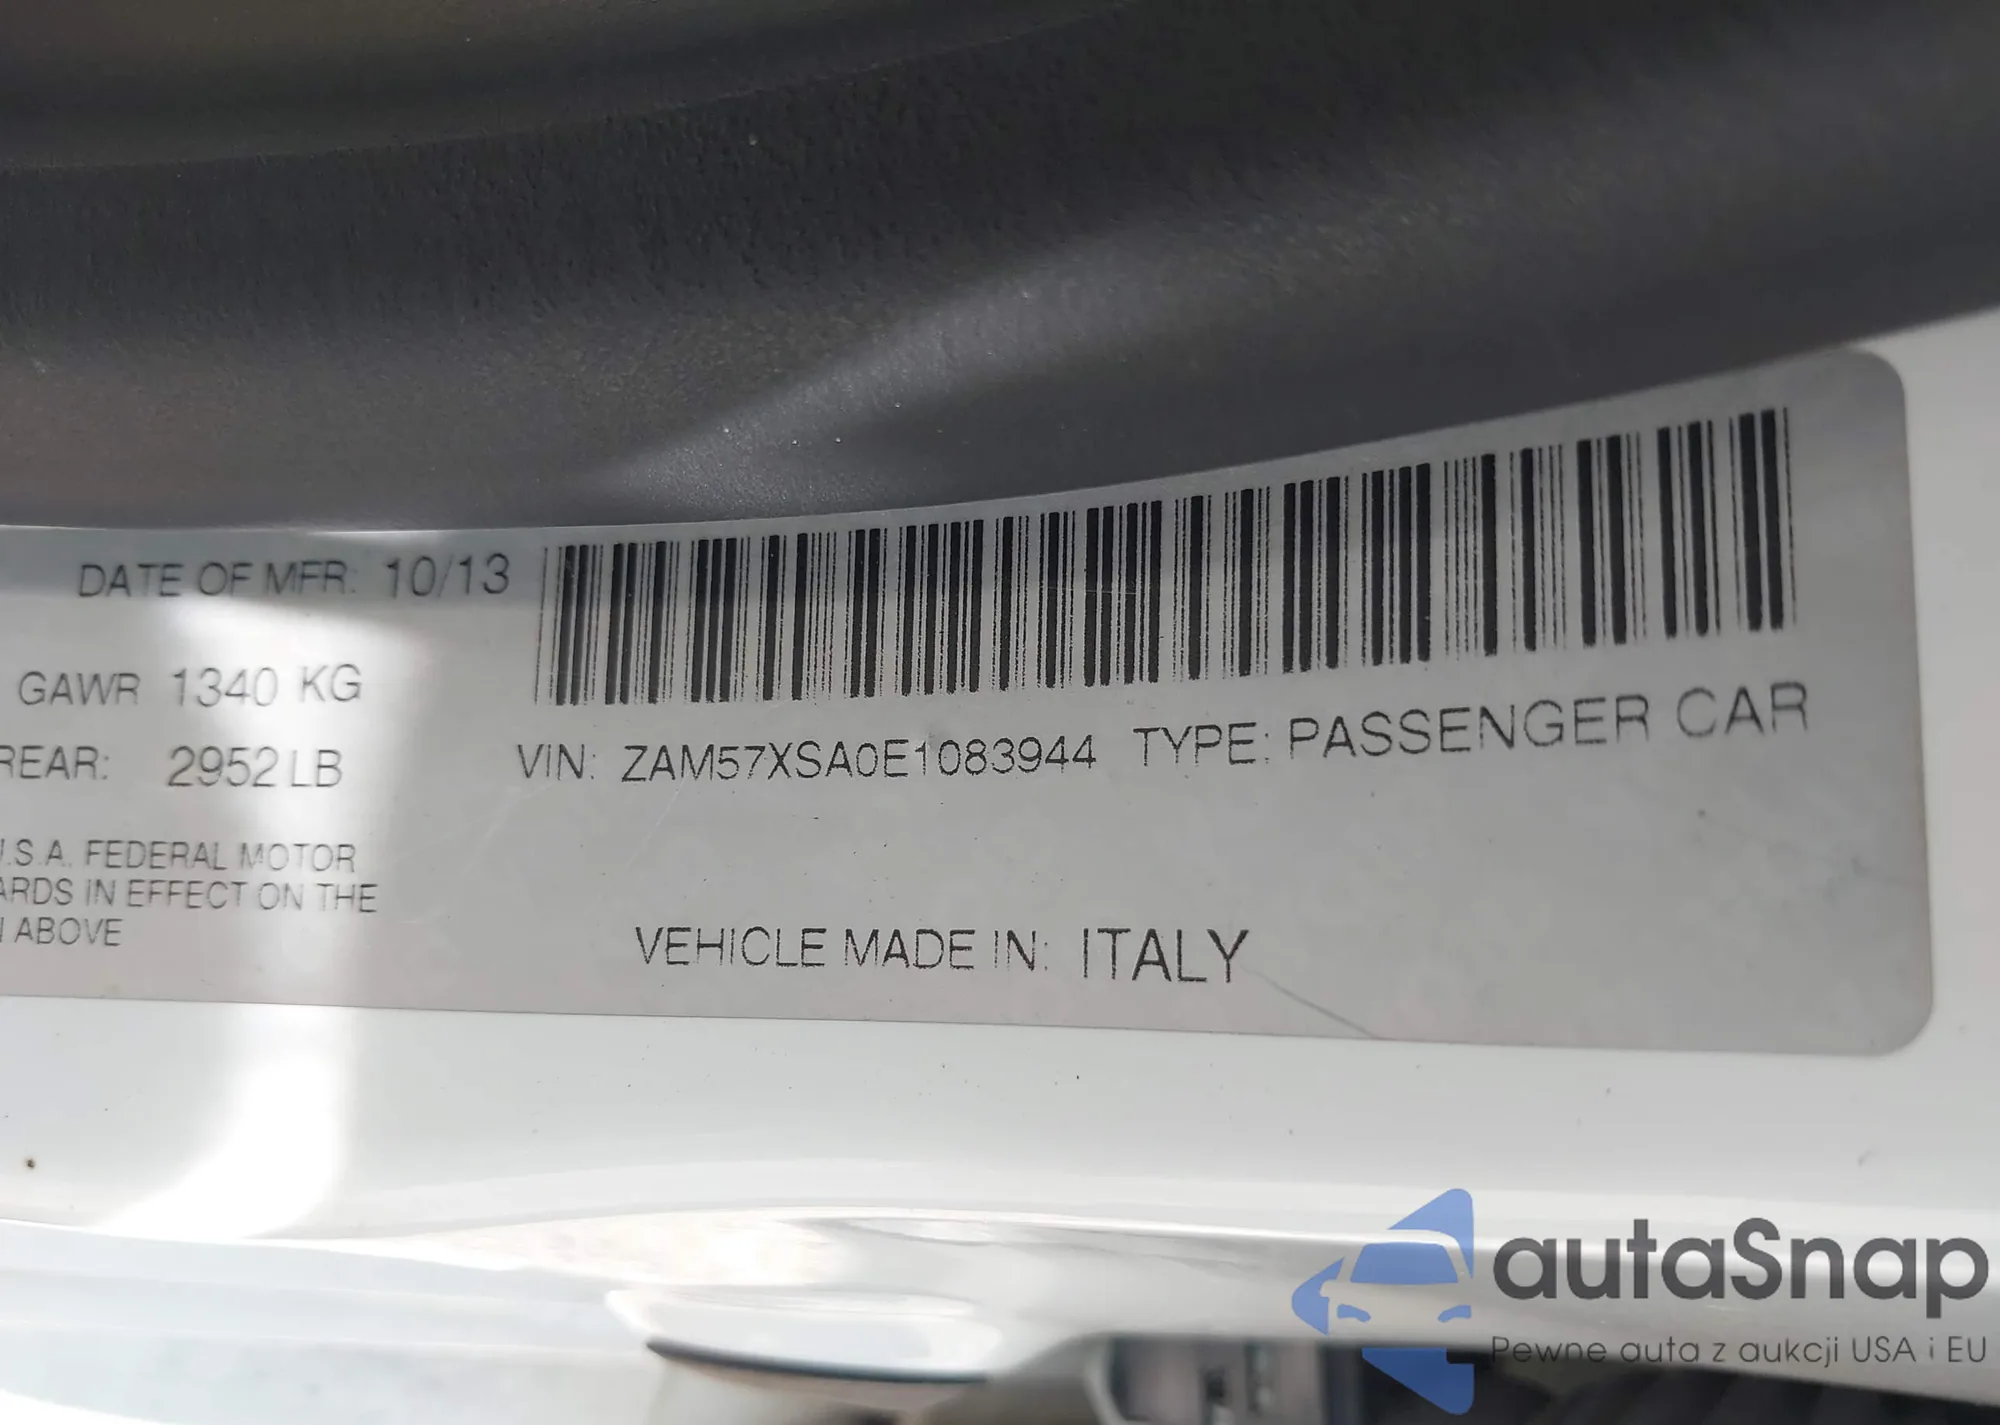 DATE OF MFR: 10/13
GAWR 1340 KG
REAR: 2952 LB
VIN: ZAM57XSA0E1083944 TYPE: PASSENGER CAR
.S.A. FEDERAL MOTOR
ARDS IN EFFECT ON THE
ABOVE
VEHICLE MADE IN: ITALY
autaSnap
Pewne auta z aukcji USA i EU